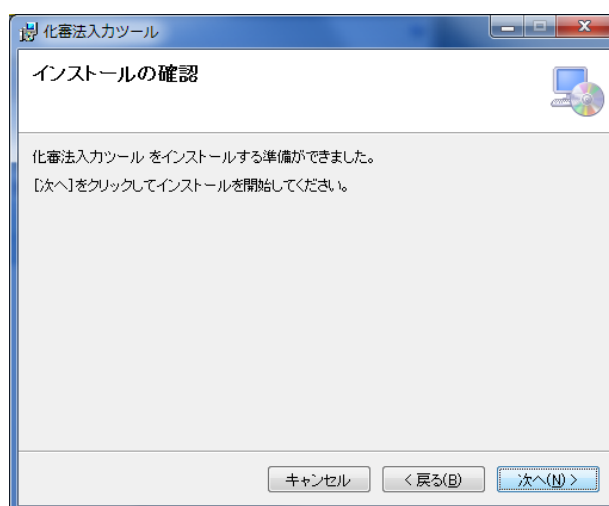 化審法入力ツール
インストールの確認
化審法入力ツール をインストールする準備ができました。
[次へ]をクリックしてインストールを開始してください。
キャンセル
< 戻る(B)
次へ(N) >